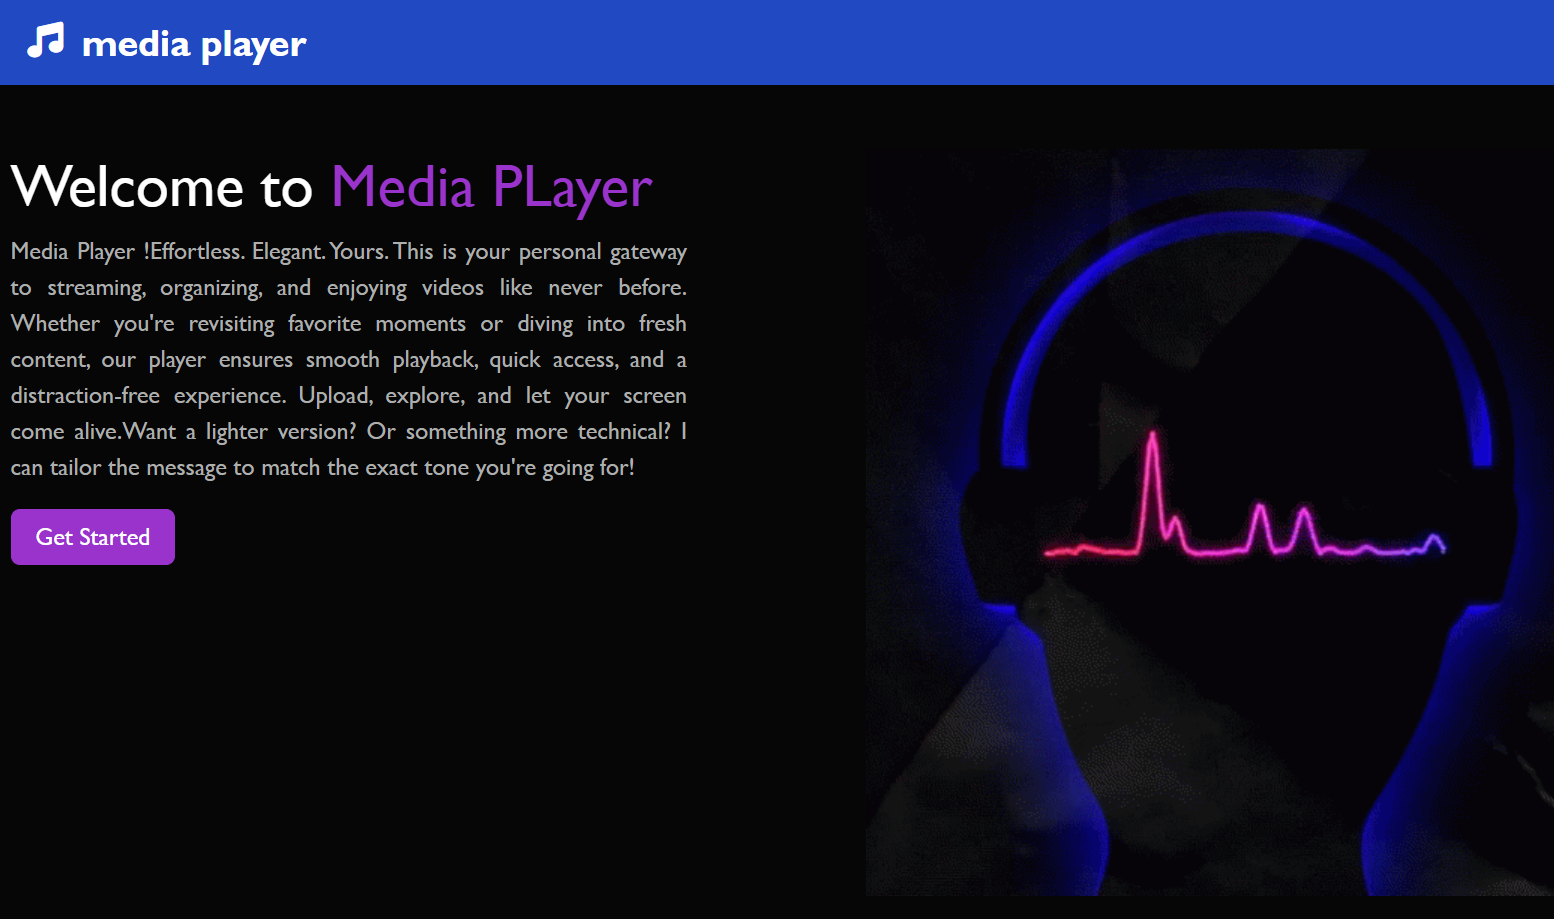 media player
Welcome to Media PLayer
Media Player !Effortless. Elegant. Yours. This is your personal gateway
to streaming, organizing, and enjoying videos like never before.
Whether you're revisiting favorite moments or diving into fresh
content, our player ensures smooth playback, quick access, and a
distraction-free experience. Upload, explore, and let your screen
come alive.Want a lighter version? Or something more technical? I
can tailor the message to match the exact tone you're going for!
Get Started